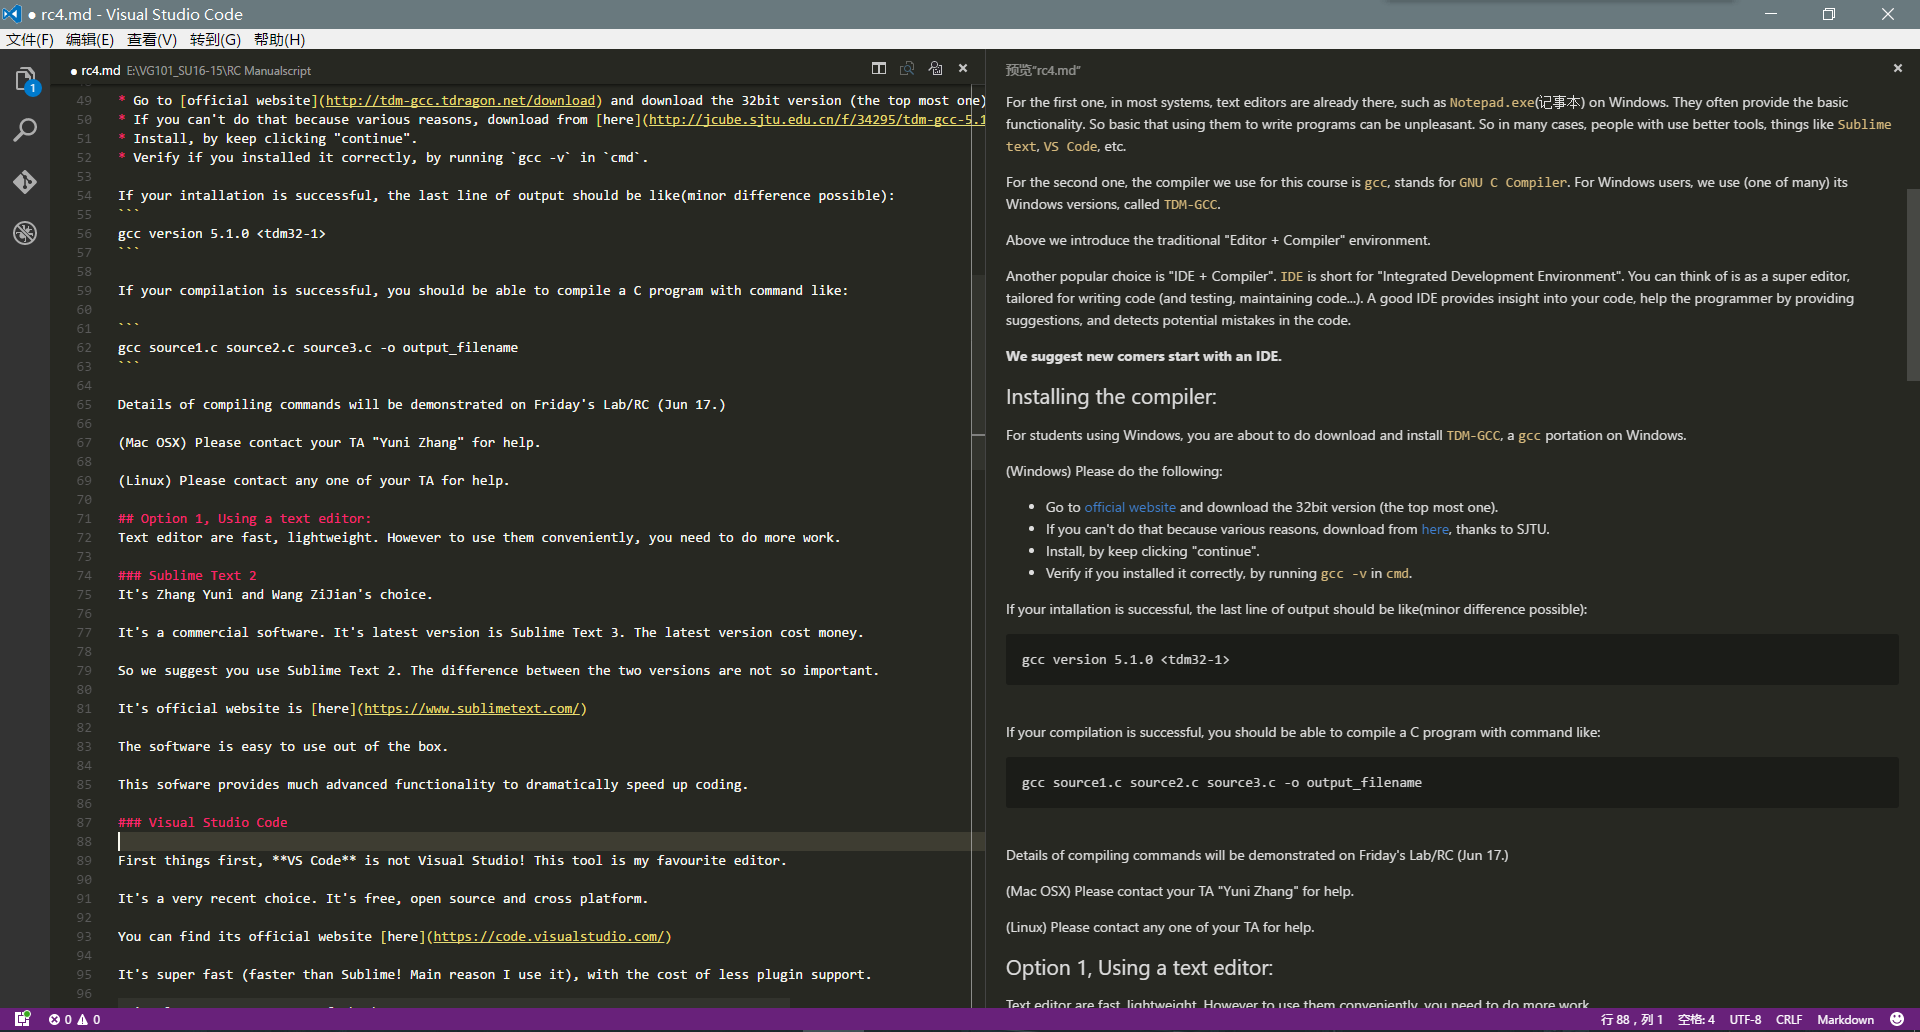 ● rc4.md - Visual Studio Code
文件(F) 编辑(E) 查看(V) 转到(G) 帮助(H)
1
● rc4.md E:\VG101_SU16-15\RC Manualscript
49 * Go to [official website](http://tdm-gcc.tdragon.net/download) and download the 32bit version (the top most one)
50 * If you can't do that because various reasons, download from [here](http://jcube.sjtu.edu.cn/f/34295/tdm-gcc-5.1
51 * Install, by keep clicking "continue".
52 * Verify if you installed it correctly, by running `gcc -v` in `cmd`.
53
54 If your intallation is successful, the last line of output should be like(minor difference possible):
55 ```
56 gcc version 5.1.0 <tdm32-1>
57 ```
58
59 If your compilation is successful, you should be able to compile a C program with command like:
60
61 ```
62 gcc source1.c source2.c source3.c -o output_filename
63 ```
64
65 Details of compiling commands will be demonstrated on Friday's Lab/RC (Jun 17.)
66
67 (Mac OSX) Please contact your TA "Yuni Zhang" for help.
68
69 (Linux) Please contact any one of your TA for help.
70
71 ## Option 1, Using a text editor:
72 Text editor are fast, lightweight. However to use them conveniently, you need to do more work.
73
74 ### Sublime Text 2
75 It's Zhang Yuni and Wang ZiJian's choice.
76
77 It's a commercial software. It's latest version is Sublime Text 3. The latest version cost money.
78
79 So we suggest you use Sublime Text 2. The difference between the two versions are not so important.
80
81 It's official website is [here](https://www.sublimetext.com/)
82
83 The software is easy to use out of the box.
84
85 This sofware provides much advanced functionality to dramatically speed up coding.
86
87 ### Visual Studio Code
88
89 First things first, **VS Code** is not Visual Studio! This tool is my favourite editor.
90
91 It's a very recent choice. It's free, open source and cross platform.
92
93 You can find its official website [here](https://code.visualstudio.com/)
94
95 It's super fast (faster than Sublime! Main reason I use it), with the cost of less plugin support.
96
预览"rc4.md"
For the first one, in most systems, text editors are already there, such as Notepad.exe(记事本) on Windows. They often provide the basic
functionality. So basic that using them to write programs can be unpleasant. So in many cases, people with use better tools, things like Sublime
text, VS Code, etc.
For the second one, the compiler we use for this course is gcc, stands for GNU C Compiler. For Windows users, we use (one of many) its
Windows versions, called TDM-GCC.
Above we introduce the traditional "Editor + Compiler" environment.
Another popular choice is "IDE + Compiler". IDE is short for "Integrated Development Environment". You can think of is as a super editor,
tailored for writing code (and testing, maintaining code...). A good IDE provides insight into your code, help the programmer by providing
suggestions, and detects potential mistakes in the code.
We suggest new comers start with an IDE.
Installing the compiler:
For students using Windows, you are about to do download and install TDM-GCC, a gcc portation on Windows.
(Windows) Please do the following:
• Go to official website and download the 32bit version (the top most one).
• If you can't do that because various reasons, download from here, thanks to SJTU.
• Install, by keep clicking "continue".
• Verify if you installed it correctly, by running gcc -v in cmd.
If your intallation is successful, the last line of output should be like(minor difference possible):
gcc version 5.1.0 <tdm32-1>
If your compilation is successful, you should be able to compile a C program with command like:
gcc source1.c source2.c source3.c -o output_filename
Details of compiling commands will be demonstrated on Friday's Lab/RC (Jun 17.)
(Mac OSX) Please contact your TA "Yuni Zhang" for help.
(Linux) Please contact any one of your TA for help.
Option 1, Using a text editor:
Text editor are fast, lightweight. However to use them conveniently, you need to do more work.
0 0 行 88，列 1 空格: 4 UTF-8 CRLF Markdown